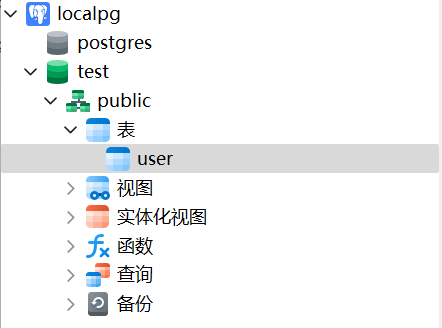 localpg
postgres
test
public
表
user
视图
实体化视图
函数
查询
备份